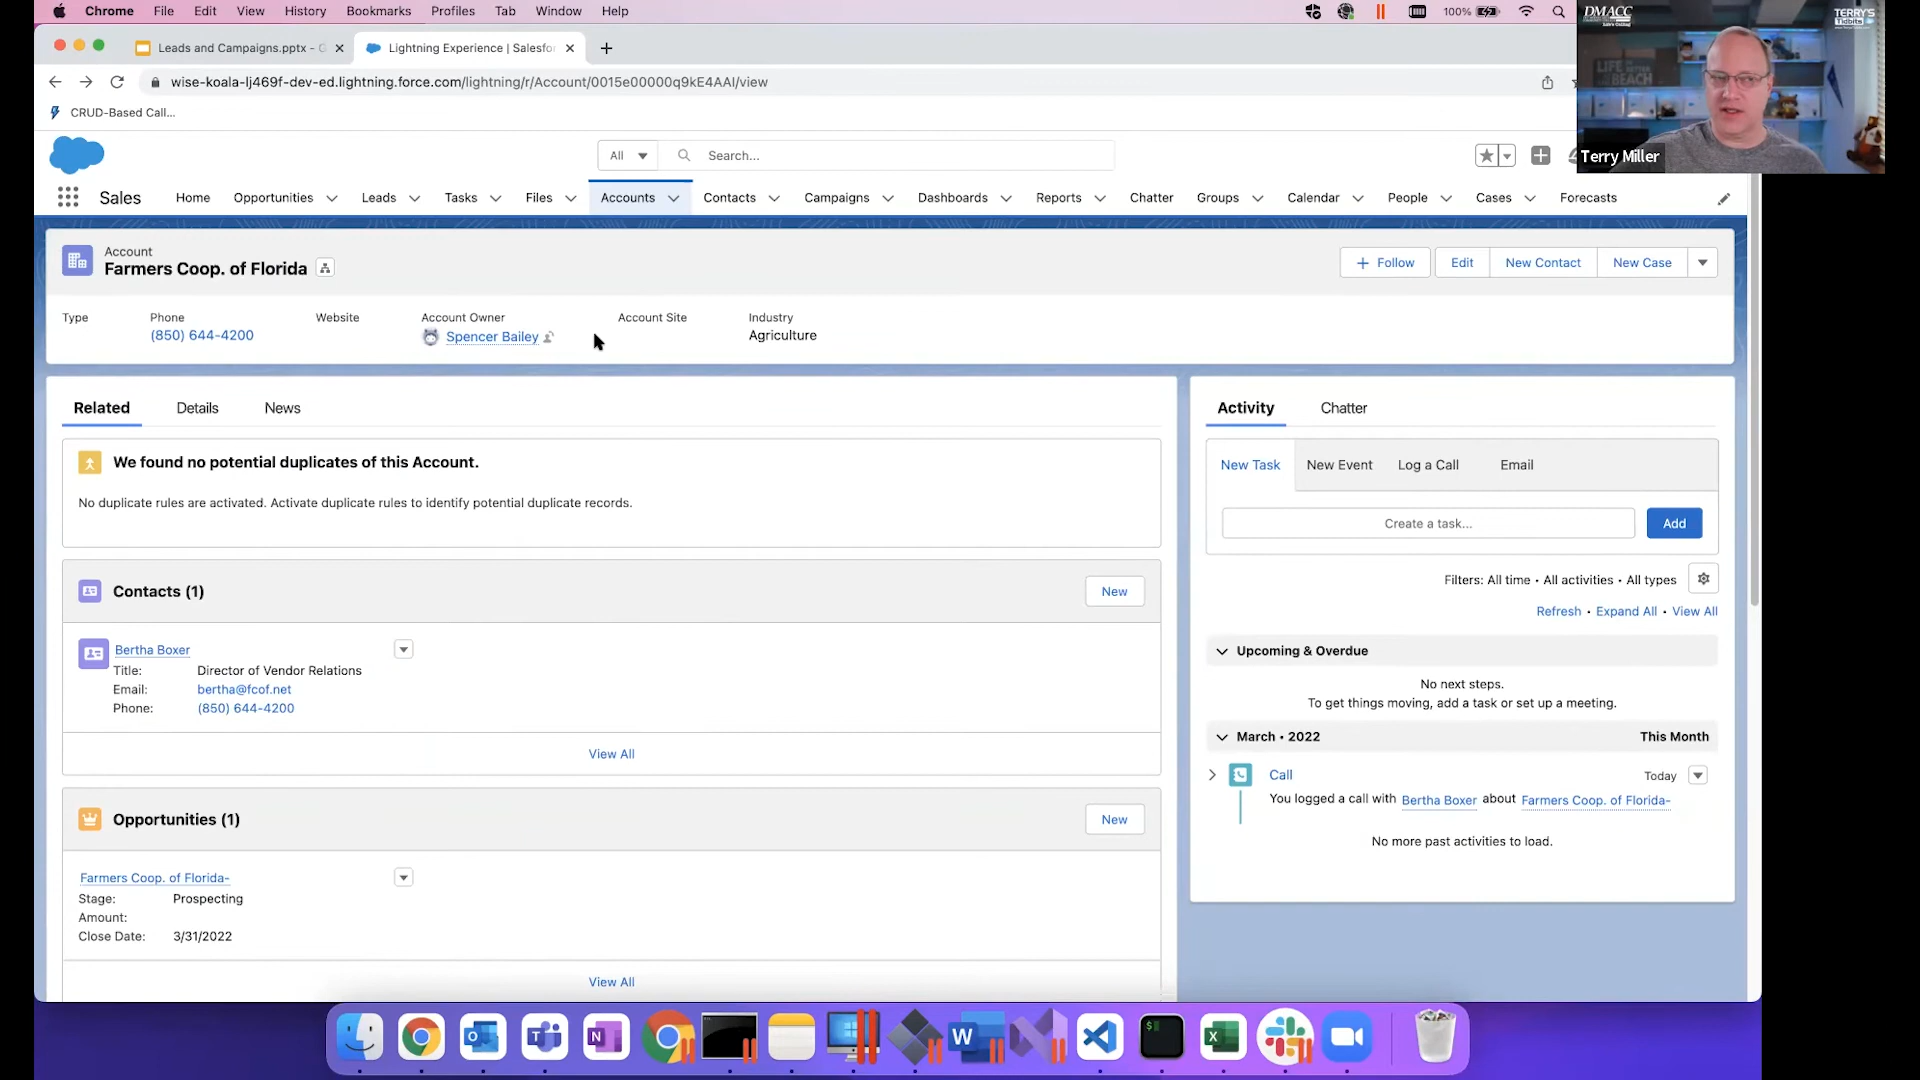 Chrome File Edit View History Bookmarks Profiles Tab Window Help 100%
Leads and Campaigns.pptx - G
Lightning Experience | Salesfor
wise-koala-lj469f-dev-ed.lightning.force.com/lightning/r/Account/0015e00000q9kE4AAI/view
CRUD-Based Call...
DMACC
TERRY'S
Tidbits
LIFE
BEACH
Terry Miller
All Search...
Sales Home Opportunities Leads Tasks Files Accounts Contacts Campaigns Dashboards Reports Chatter Groups Calendar People Cases Forecasts
Account
Farmers Coop. of Florida
Follow Edit New Contact New Case
Type Phone Website Account Owner Account Site Industry
(850) 644-4200 Spencer Bailey Agriculture
Related Details News
We found no potential duplicates of this Account.
No duplicate rules are activated. Activate duplicate rules to identify potential duplicate records.
Contacts (1) New
Bertha Boxer
Title: Director of Vendor Relations
Email: bertha@fcof.net
Phone: (850) 644-4200
View All
Opportunities (1) New
Farmers Coop. of Florida-
Stage: Prospecting
Amount:
Close Date: 3/31/2022
View All
Activity Chatter
New Task New Event Log a Call Email
Create a task... Add
Filters: All time • All activities • All types
Refresh • Expand All • View All
Upcoming & Overdue
No next steps.
To get things moving, add a task or set up a meeting.
March • 2022 This Month
Call Today
You logged a call with Bertha Boxer about Farmers Coop. of Florida-
No more past activities to load.